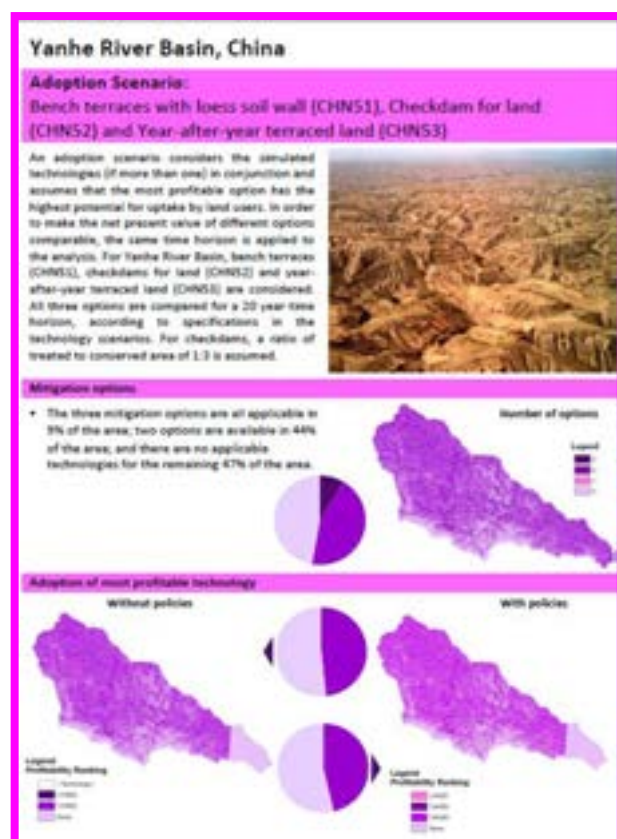 Yanhe River Basin, China
Adoption Scenario:
Bench terraces with loess soil wall (CHN51), Checkdam for land
(CHN52) and Year-after-year terraced land (CHN53)
An adoption scenario considers the simulated
technologies (if more than one) in conjunction and
assumes that the most profitable option has the
highest potential for uptake by land users. In order
to make the net present value of different options
comparable, the same time horizon is applied to
the analysis. For Yanhe River Basin, bench terraces
(CHN51), checkdams for land (CHN52) and year-
after-year terraced land (CHN53) are considered.
All three options are compared for a 20 year time
horizon, according to specifications in the
technology scenarios. For checkdams, a ratio of
treated to conserved area of 1:3 is assumed.
Mitigation options
• The three mitigation options are all applicable in
9% of the area; two options are available in 44%
of the area; and there are no applicable
technologies for the remaining 47% of the area.
Number of options
Legend
Adoption of most profitable technology
Without policies
With policies
Legend
Profitability Ranking
Legend
Profitability Ranking